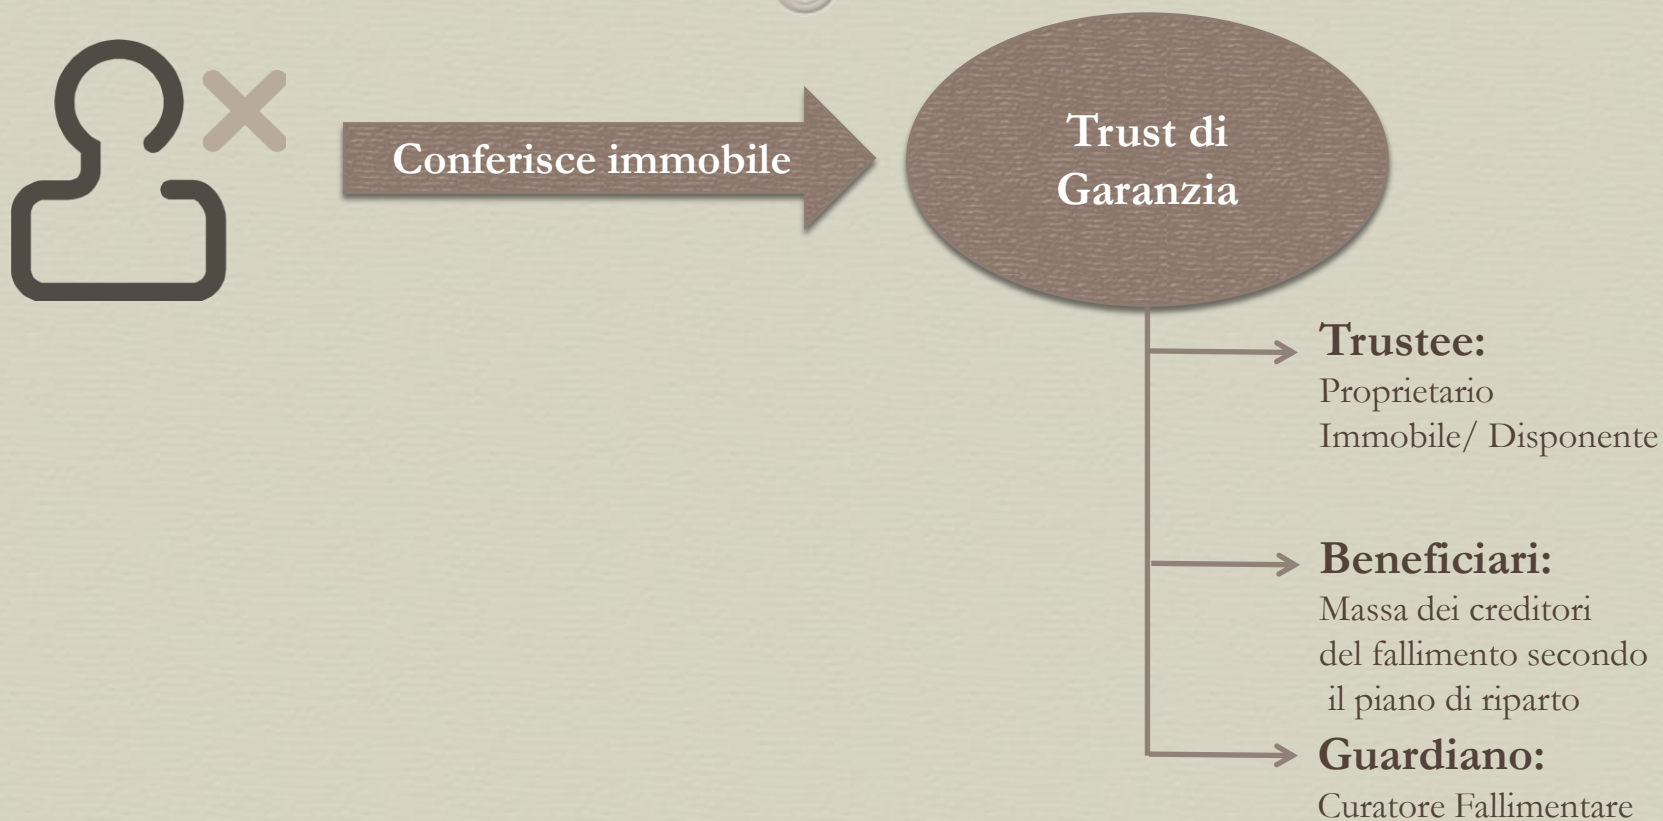 Conferisce immobile
Trust di
Garanzia
Trustee:
Proprietario
Immobile/ Disponente
Beneficiari:
Massa dei creditori
del fallimento secondo
il piano di riparto
Guardiano:
Curatore Fallimentare